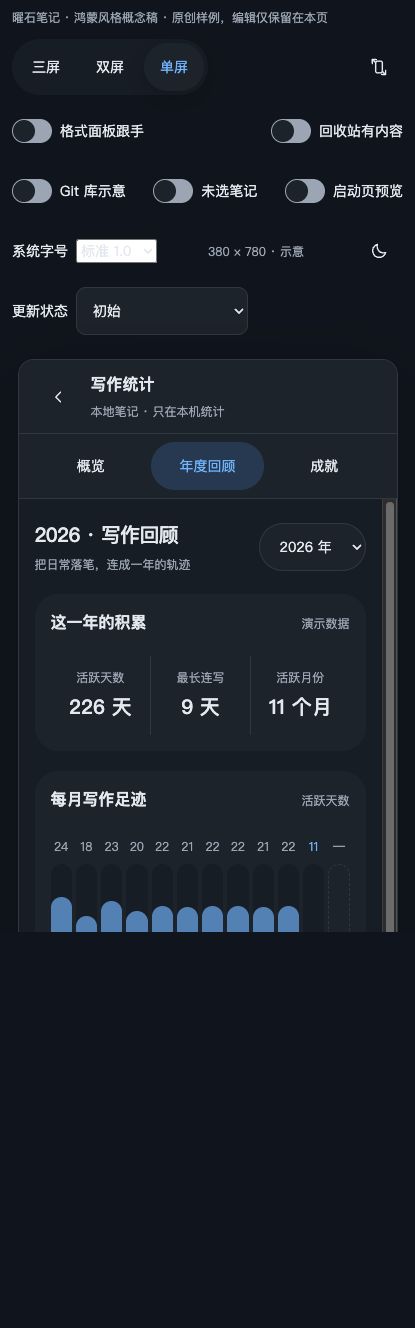 曜石笔记 · 鸿蒙风格概念稿 · 原创样例，编辑仅保留在本页
三屏 双屏 单屏
格式面板跟手 回收站有内容
Git 库示意 未选笔记 启动页预览
系统字号 标准 1.0 380 x 780 · 示意
更新状态 初始
写作统计
本地笔记 · 只在本机统计
概览 年度回顾 成就
2026 · 写作回顾
把日常落笔，连成一年的轨迹
2026 年
这一年的积累 演示数据
活跃天数 最长连写 活跃月份
226 天 9 天 11 个月
每月写作足迹 活跃天数
24 18 23 20 22 21 22 22 21 22 11 —